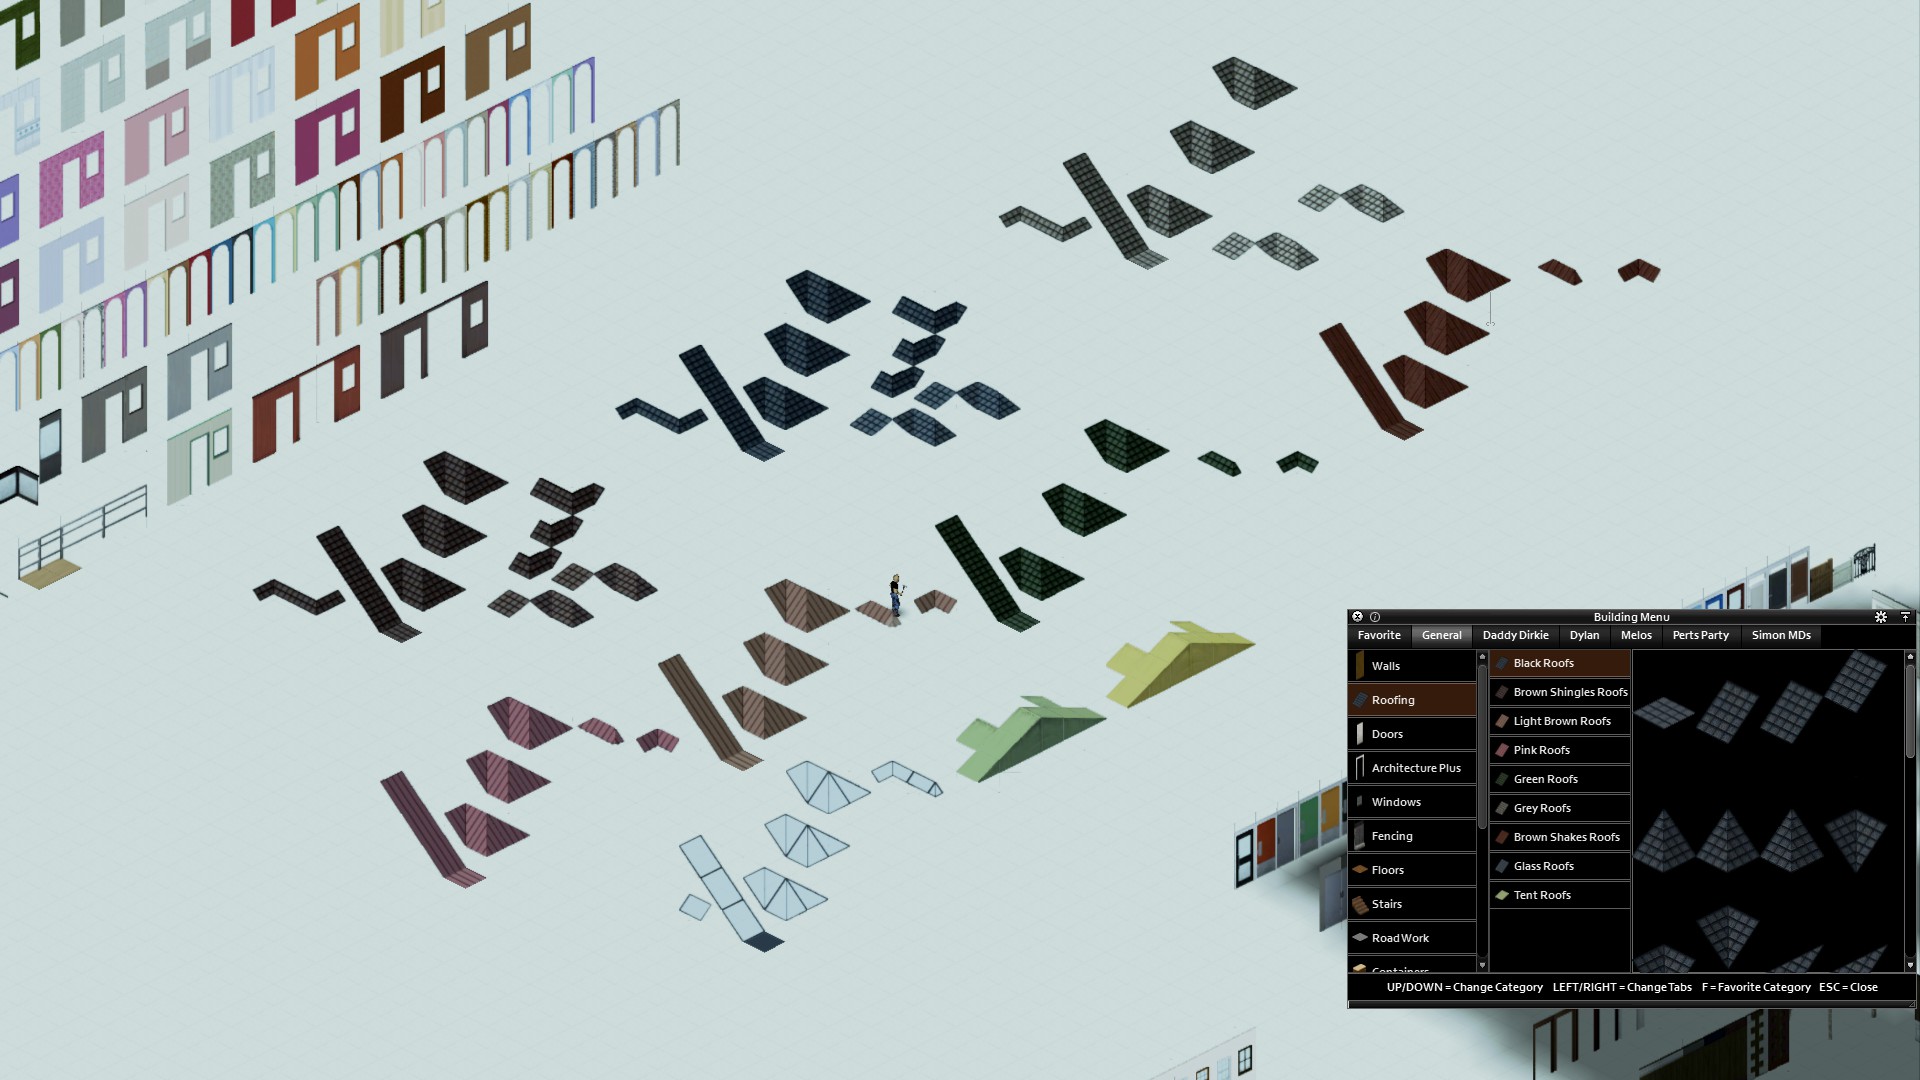 Building Menu
Favorite General Daddy Dirkie Dylan Melos Perts Party Simon MDs
Walls
Roofing
Doors
Architecture Plus
Windows
Fencing
Floors
Stairs
Road Work
Containers
Black Roofs
Brown Shingles Roofs
Light Brown Roofs
Pink Roofs
Green Roofs
Grey Roofs
Brown Shakes Roofs
Glass Roofs
Tent Roofs
UP/DOWN = Change Category LEFT/RIGHT = Change Tabs F = Favorite Category ESC = Close